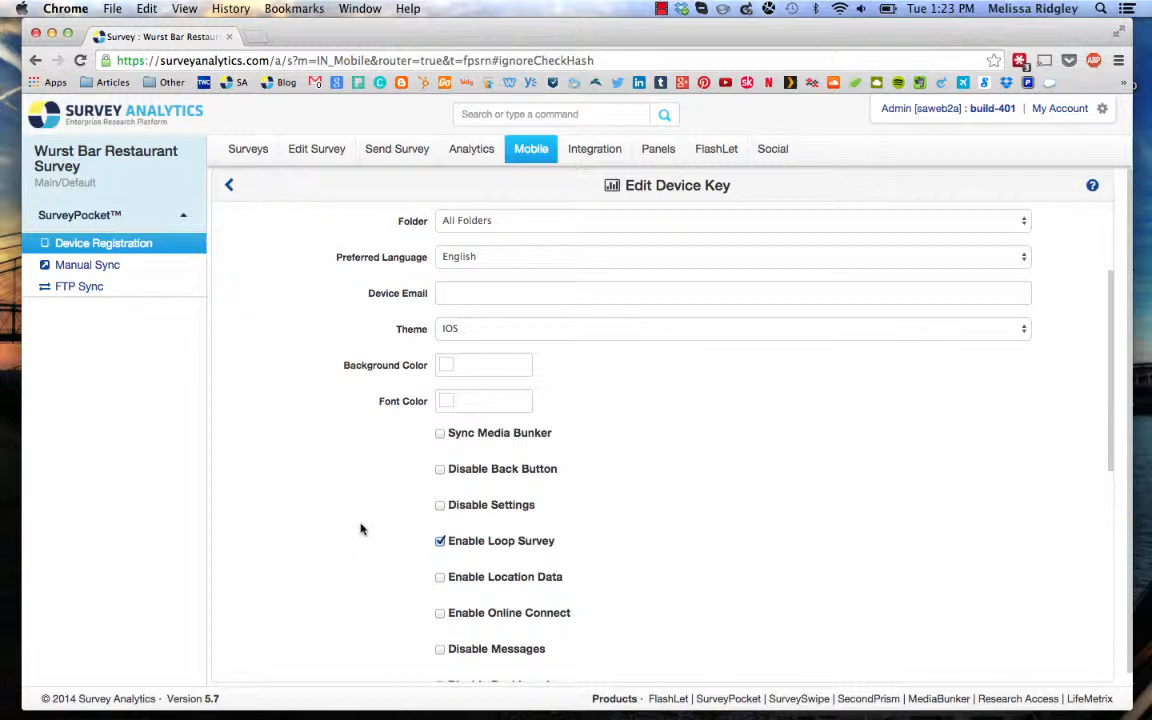 Chrome File Edit View History Bookmarks Window Help Tue 1:23 PM Melissa Ridgley
Survey : Wurst Bar Restaur
https://surveyanalytics.com/a/s?m=IN_Mobile&router=true&t=fpsrn#ignoreCheckHash
Apps Articles Other TWC SA Blog
SURVEY ANALYTICS
Enterprise Research Platform
Search or type a command
Admin [saweb2a] : build-401 | My Account
Wurst Bar Restaurant
Survey
Main/Default
Surveys Edit Survey Send Survey Analytics Mobile Integration Panels FlashLet Social
Edit Device Key
SurveyPocket™
Device Registration
Manual Sync
FTP Sync
Folder All Folders
Preferred Language English
Device Email
Theme IOS
Background Color
Font Color
Sync Media Bunker
Disable Back Button
Disable Settings
Enable Loop Survey
Enable Location Data
Enable Online Connect
Disable Messages
© 2014 Survey Analytics · Version 5.7
Products · FlashLet | SurveyPocket | SurveySwipe | SecondPrism | MediaBunker | Research Access | LifeMetrix